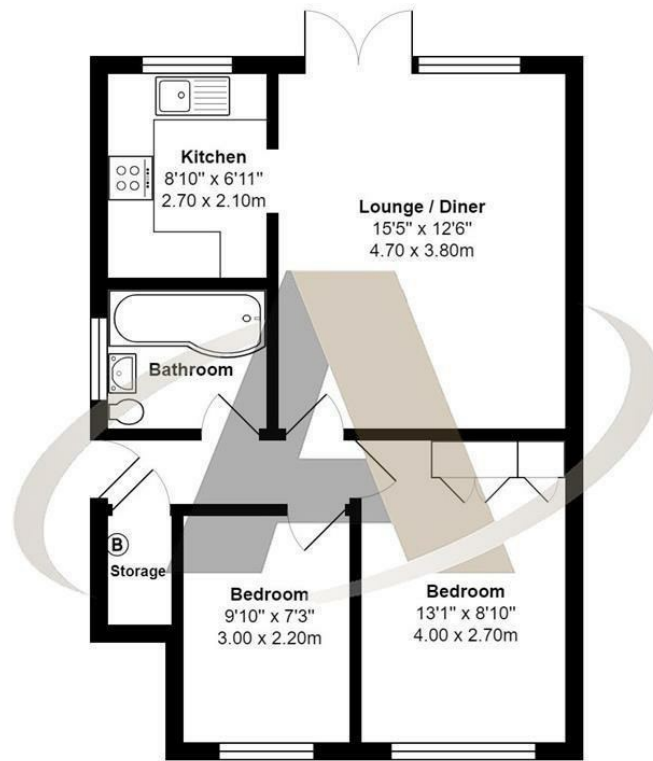 Kitchen
8'10" x 6'11"
2.70 x 2.10m
Lounge / Diner
15'5" x 12'6"
4.70 x 3.80m
Bathroom
B
Storage
Bedroom
9'10" x 7'3"
3.00 x 2.20m
Bedroom
13'1" x 8'10"
4.00 x 2.70m
A